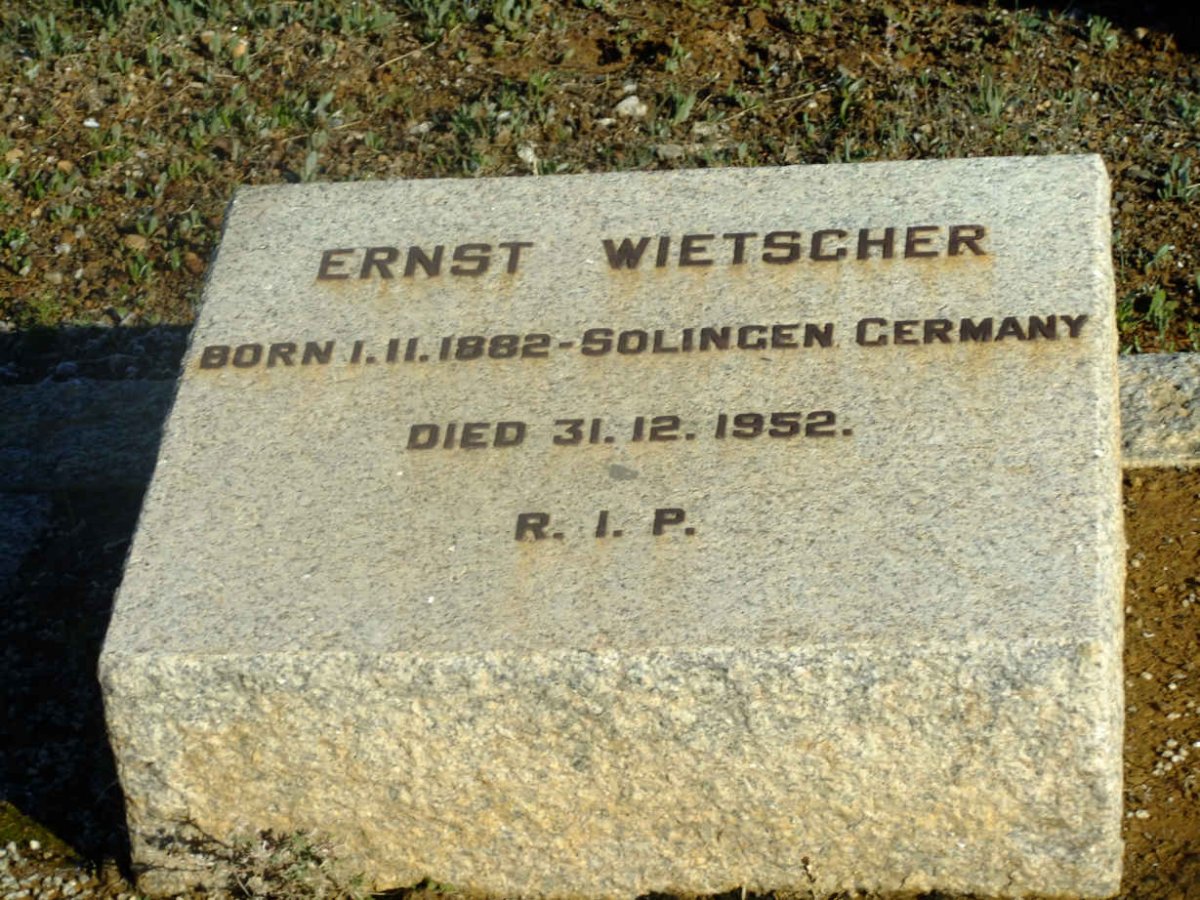 ERNST WIETSCHER
BORN 1.11.1882-SOLINGEN GERMANY
DIED 31.12.1952.
R. I. P.